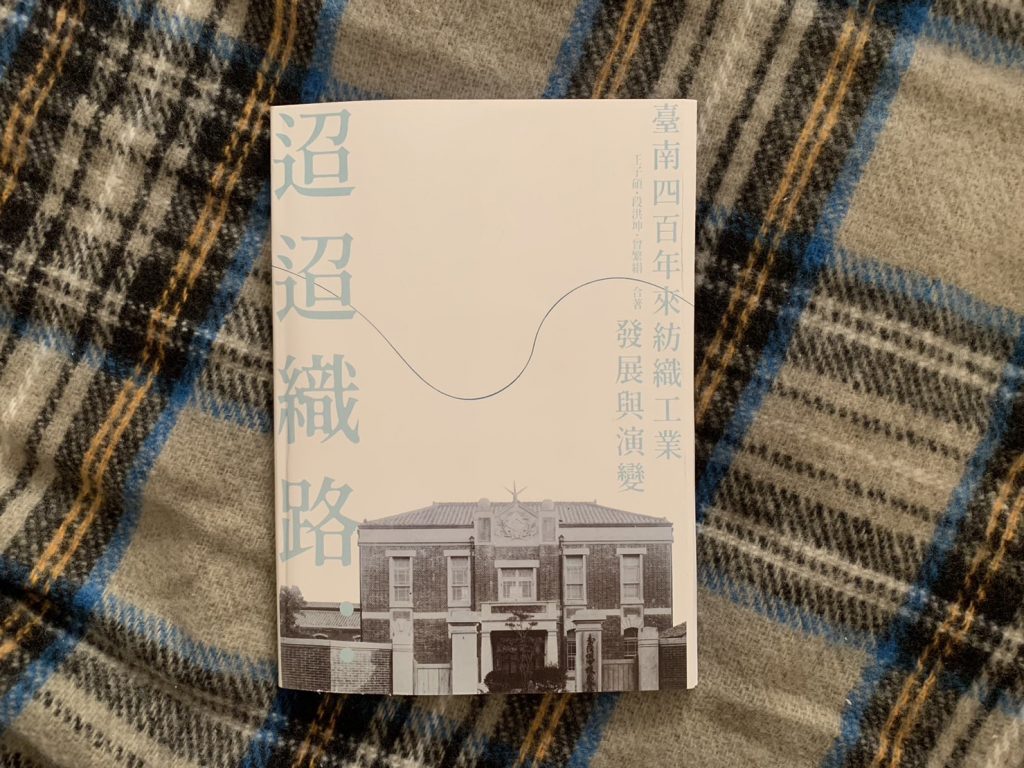 迢迢織路：
臺南四百年來紡織工業
發展與演變
王子碩・段洪坤・曾繁絹 合著